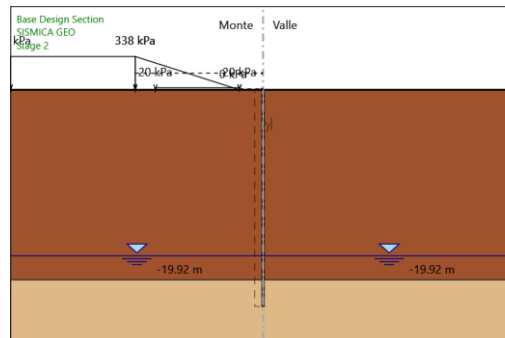 Base Design Section
SISMICA GEO
Stage 2
kPa
338 kPa
Monte
Valle
20 kPa
20 kPa
0 kPa
-19.92 m
-19.92 m